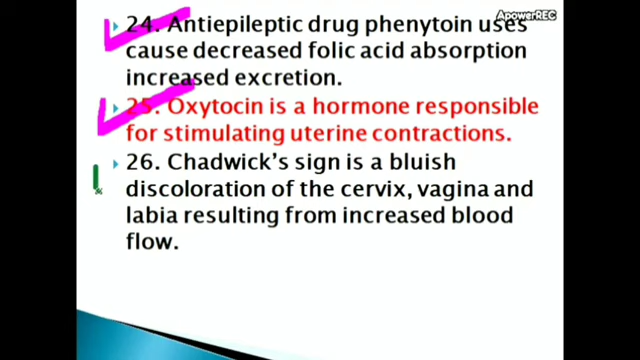 ApowerREC
24. Antiepileptic drug phenytoin uses
cause decreased folic acid absorption
increased excretion.
25. Oxytocin is a hormone responsible
for stimulating uterine contractions.
26. Chadwick's sign is a bluish
discoloration of the cervix, vagina and
labia resulting from increased blood
flow.